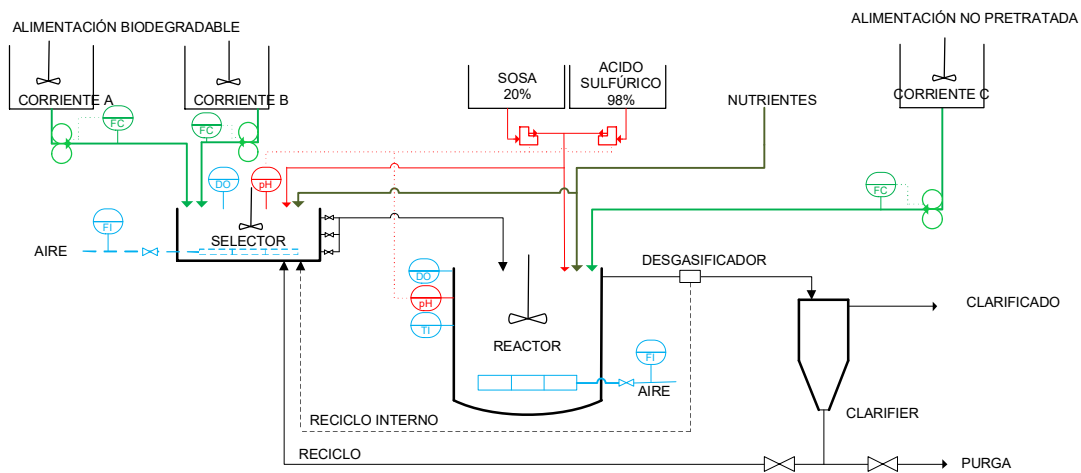 ALIMENTACIÓN BIODEGRADABLE
ALIMENTACIÓN NO PRETRATADA
CORRIENTE A
CORRIENTE B
SOSA
20%
ACIDO
SULFÚRICO
98%
NUTRIENTES
CORRIENTE C
FC
FC
DO
pH
FC
FI
AIRE
SELECTOR
DESGASIFICADOR
DO
pH
TI
CLARIFICADO
REACTOR
FI
AIRE
CLARIFIER
RECICLO INTERNO
RECICLO
PURGA